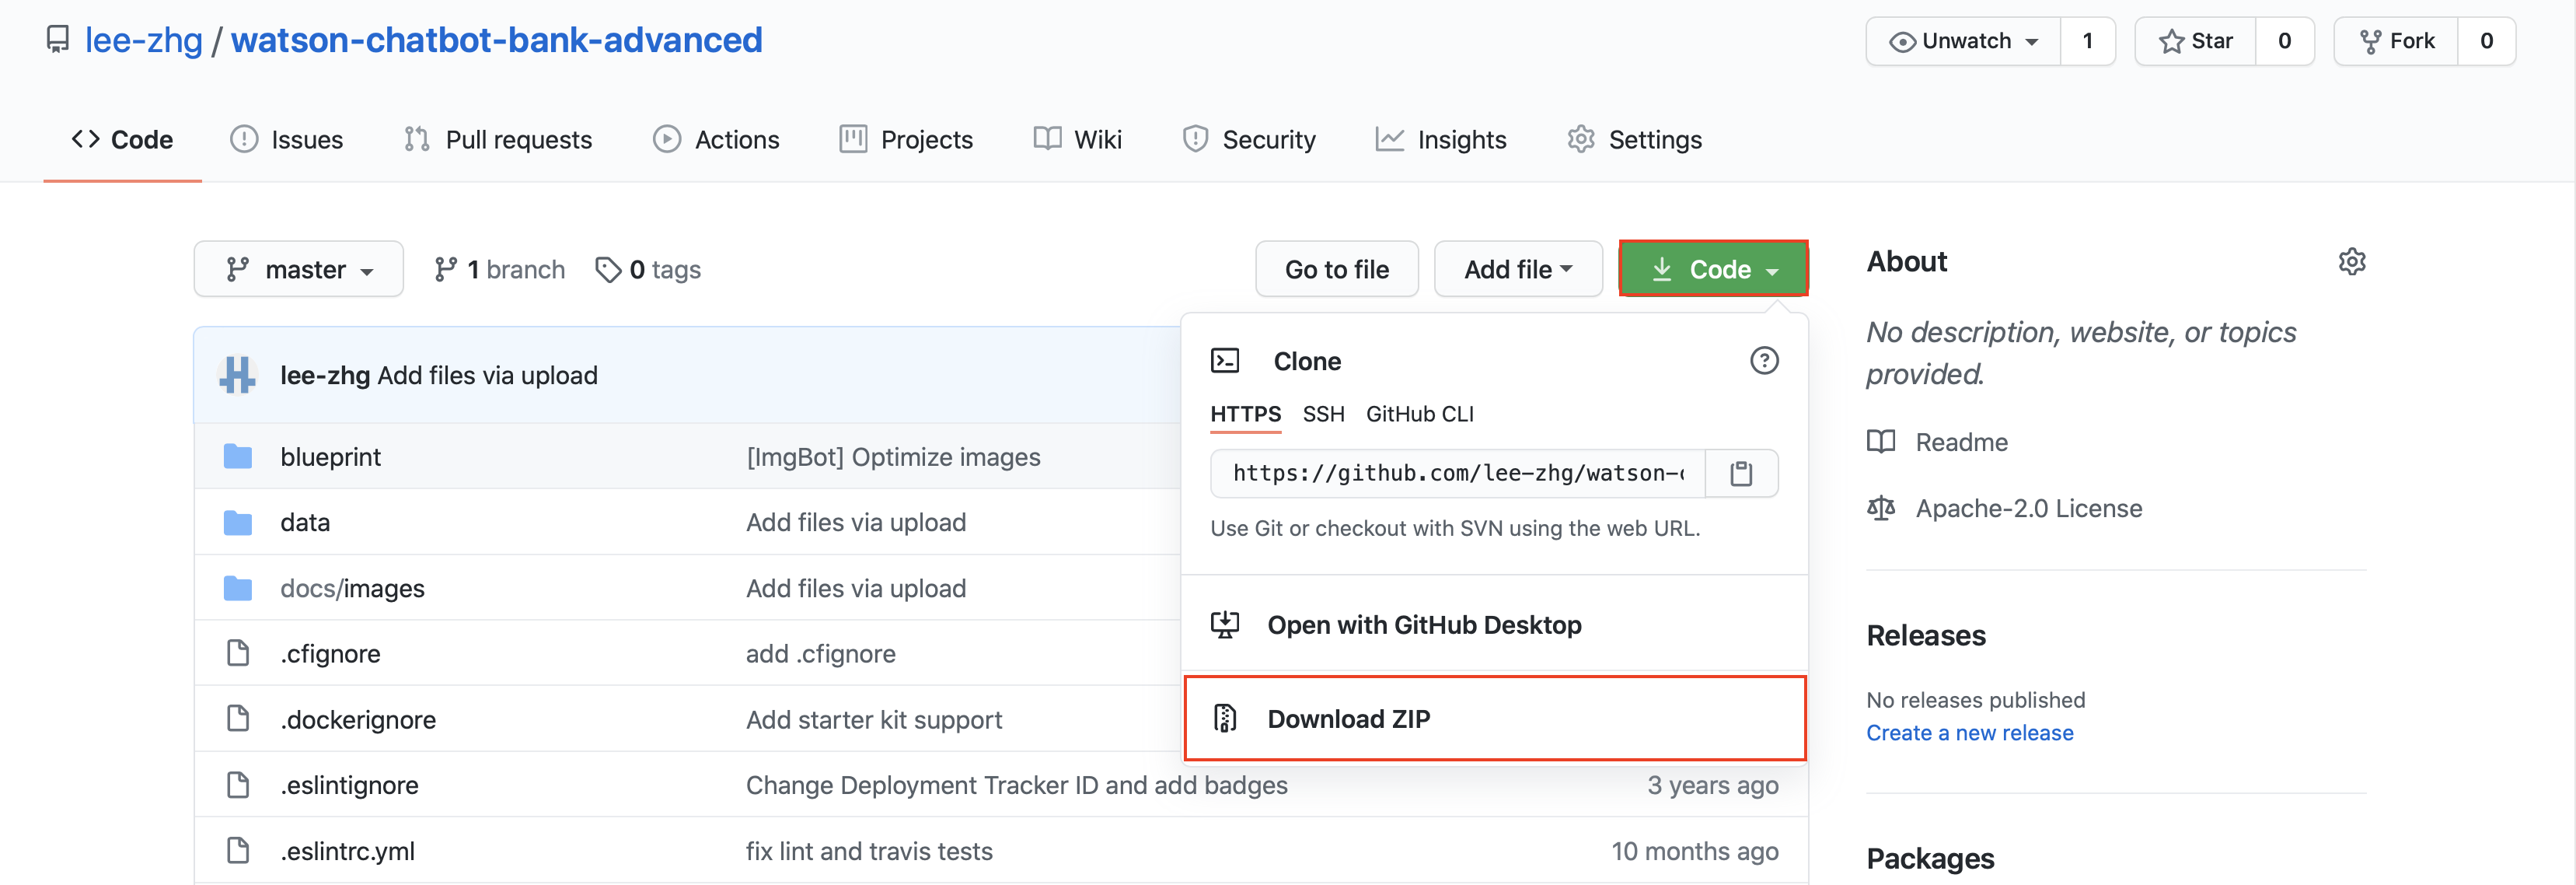 lee-zhg / watson-chatbot-bank-advanced
Unwatch 1 Star 0 Fork 0
Code Issues Pull requests Actions Projects Wiki Security Insights Settings
master 1 branch 0 tags Go to file Add file Code
lee-zhg Add files via upload
blueprint [ImgBot] Optimize images
data Add files via upload
docs/images Add files via upload
.cfignore add .cfignore
.dockerignore Add starter kit support
.eslintignore Change Deployment Tracker ID and add badges 3 years ago
.eslintrc.yml fix lint and travis tests 10 months ago
Clone
HTTPS SSH GitHub CLI
https://github.com/lee-zhg/watson-
Use Git or checkout with SVN using the web URL.
Open with GitHub Desktop
Download ZIP
About
No description, website, or topics
provided.
Readme
Apache-2.0 License
Releases
No releases published
Create a new release
Packages